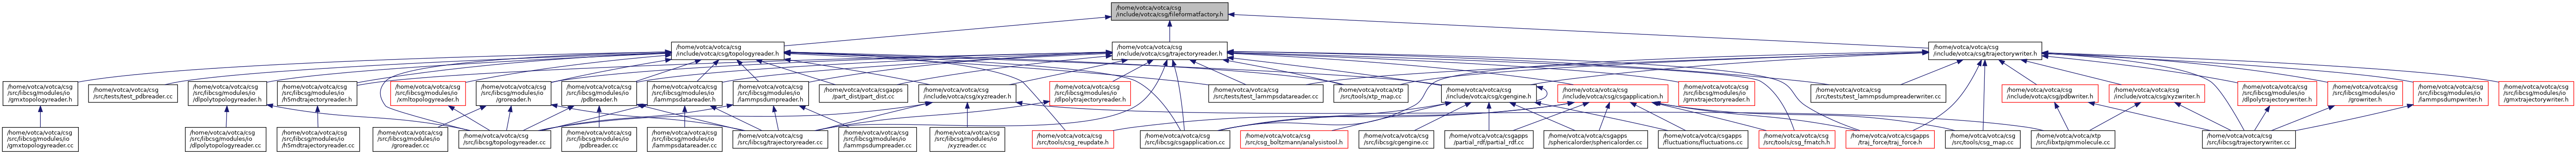 /home/votca/votca/csg
/include/votca/csg/fileformatfactory.h
/home/votca/votca/csg
/include/votca/csg/topologyreader.h
/home/votca/votca/csg
/include/votca/csg/trajectoryreader.h
/home/votca/votca/csg
/include/votca/csg/trajectorywriter.h
/home/votca/votca/csg
/src/libcsg/modules/io
/gmxtopologyreader.h
/home/votca/votca/csg
/src/tests/test_pdbreader.cc
/home/votca/votca/csg
/src/libcsg/modules/io
/dlpolytopologyreader.h
/home/votca/votca/csg
/src/libcsg/modules/io
/h5mdtrajectoryreader.h
/home/votca/votca/csg
/src/libcsg/modules/io
/xmltopologyreader.h
/home/votca/votca/csg
/src/libcsg/modules/io
/groreader.h
/home/votca/votca/csg
/src/libcsg/modules/io
/pdbreader.h
/home/votca/votca/csg
/src/libcsg/modules/io
/lammpsdatareader.h
/home/votca/votca/csg
/src/libcsg/modules/io
/lammpsdumpreader.h
/home/votca/votca/csgapps
/part_dist/part_dist.cc
/home/votca/votca/csg
/include/votca/csg/xyzreader.h
/home/votca/votca/csg
/src/libcsg/modules/io
/dlpolytrajectoryreader.h
/home/votca/votca/csg
/src/tests/test_lammpsdatareader.cc
/home/votca/votca/xtp
/src/tools/xtp_map.cc
/home/votca/votca/csg
/include/votca/csg/cgengine.h
/home/votca/votca/csg
/include/votca/csg/csgapplication.h
/home/votca/votca/csg
/src/libcsg/modules/io
/gmxtrajectoryreader.h
/home/votca/votca/csg
/src/tests/test_lammpsdumpreaderwriter.cc
/home/votca/votca/csg
/include/votca/csg/pdbwriter.h
/home/votca/votca/csg
/include/votca/csg/xyzwriter.h
/home/votca/votca/csg
/src/libcsg/modules/io
/dlpolytrajectorywriter.h
/home/votca/votca/csg
/src/libcsg/modules/io
/growriter.h
/home/votca/votca/csg
/src/libcsg/modules/io
/lammpsdumpwriter.h
/home/votca/votca/csg
/src/libcsg/modules/io
/gmxtrajectorywriter.h
/home/votca/votca/csg
/src/libcsg/modules/io
/gmxtopologyreader.cc
/home/votca/votca/csg
/src/libcsg/modules/io
/dlpolytopologyreader.cc
/home/votca/votca/csg
/src/libcsg/modules/io
/h5mdtrajectoryreader.cc
/home/votca/votca/csg
/src/libcsg/modules/io
/groreader.cc
/home/votca/votca/csg
/src/libcsg/topologyreader.cc
/home/votca/votca/csg
/src/libcsg/modules/io
/pdbreader.cc
/home/votca/votca/csg
/src/libcsg/modules/io
/lammpsdatareader.cc
/home/votca/votca/csg
/src/libcsg/trajectoryreader.cc
/home/votca/votca/csg
/src/libcsg/modules/io
/lammpsdumpreader.cc
/home/votca/votca/csg
/src/libcsg/modules/io
/xyzreader.cc
/home/votca/votca/csg
/src/tools/csg_reupdate.h
/home/votca/votca/csg
/src/libcsg/csgapplication.cc
/home/votca/votca/csg
/src/csg_boltzmann/analysistool.h
/home/votca/votca/csg
/src/libcsg/cgengine.cc
/home/votca/votca/csgapps
/partial_rdf/partial_rdf.cc
/home/votca/votca/csgapps
/sphericalorder/sphericalorder.cc
/home/votca/votca/csgapps
/fluctuations/fluctuations.cc
/home/votca/votca/csg
/src/tools/csg_fmatch.h
/home/votca/votca/csgapps
/traj_force/traj_force.h
/home/votca/votca/csg
/src/tools/csg_map.cc
/home/votca/votca/xtp
/src/libxtp/qmmolecule.cc
/home/votca/votca/csg
/src/libcsg/trajectorywriter.cc